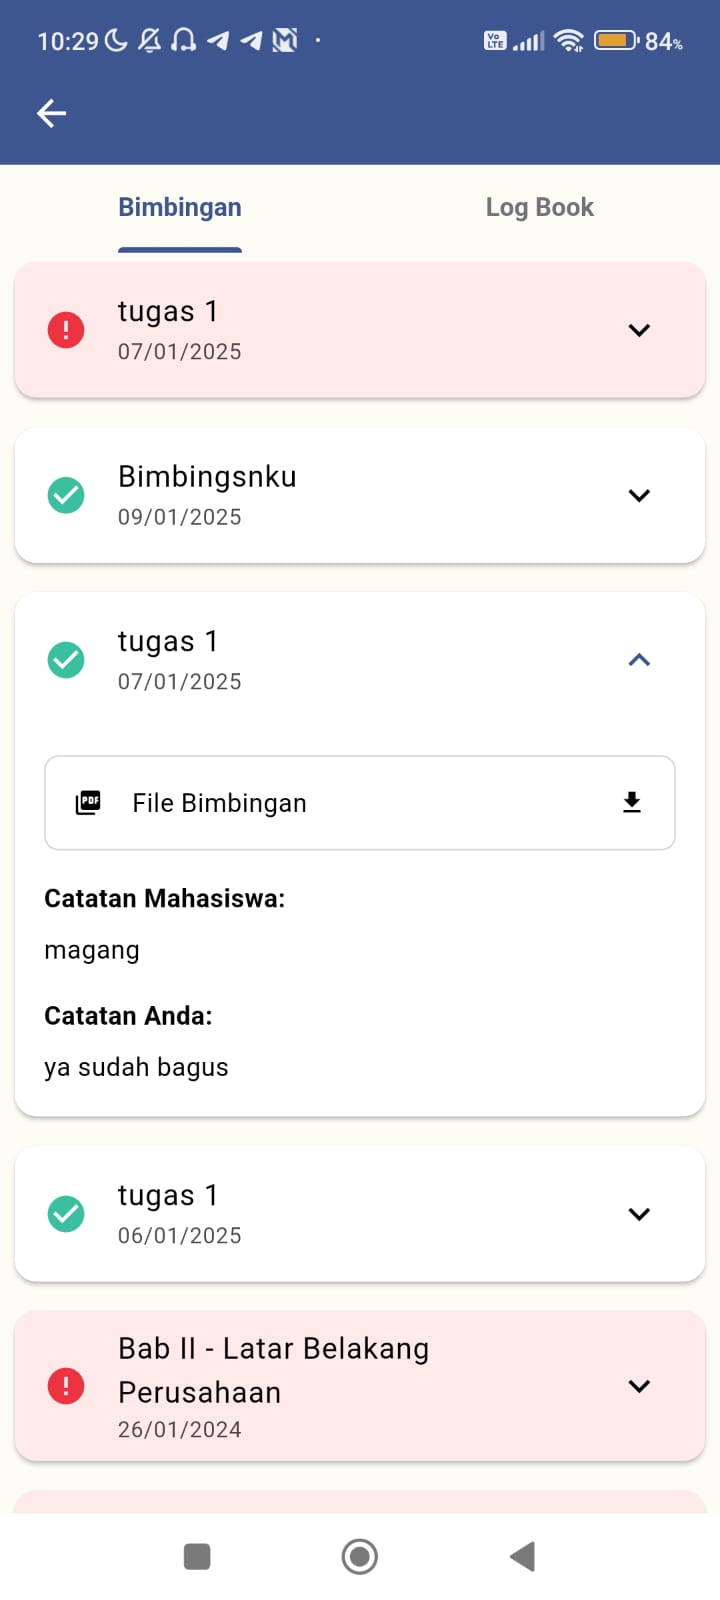 10:29 Vo LTE 84%
Bimbingan Log Book
tugas 1
07/01/2025
Bimbingsnku
09/01/2025
tugas 1
07/01/2025
PDF File Bimbingan
Catatan Mahasiswa:
magang
Catatan Anda:
ya sudah bagus
tugas 1
06/01/2025
Bab II - Latar Belakang
Perusahaan
26/01/2024